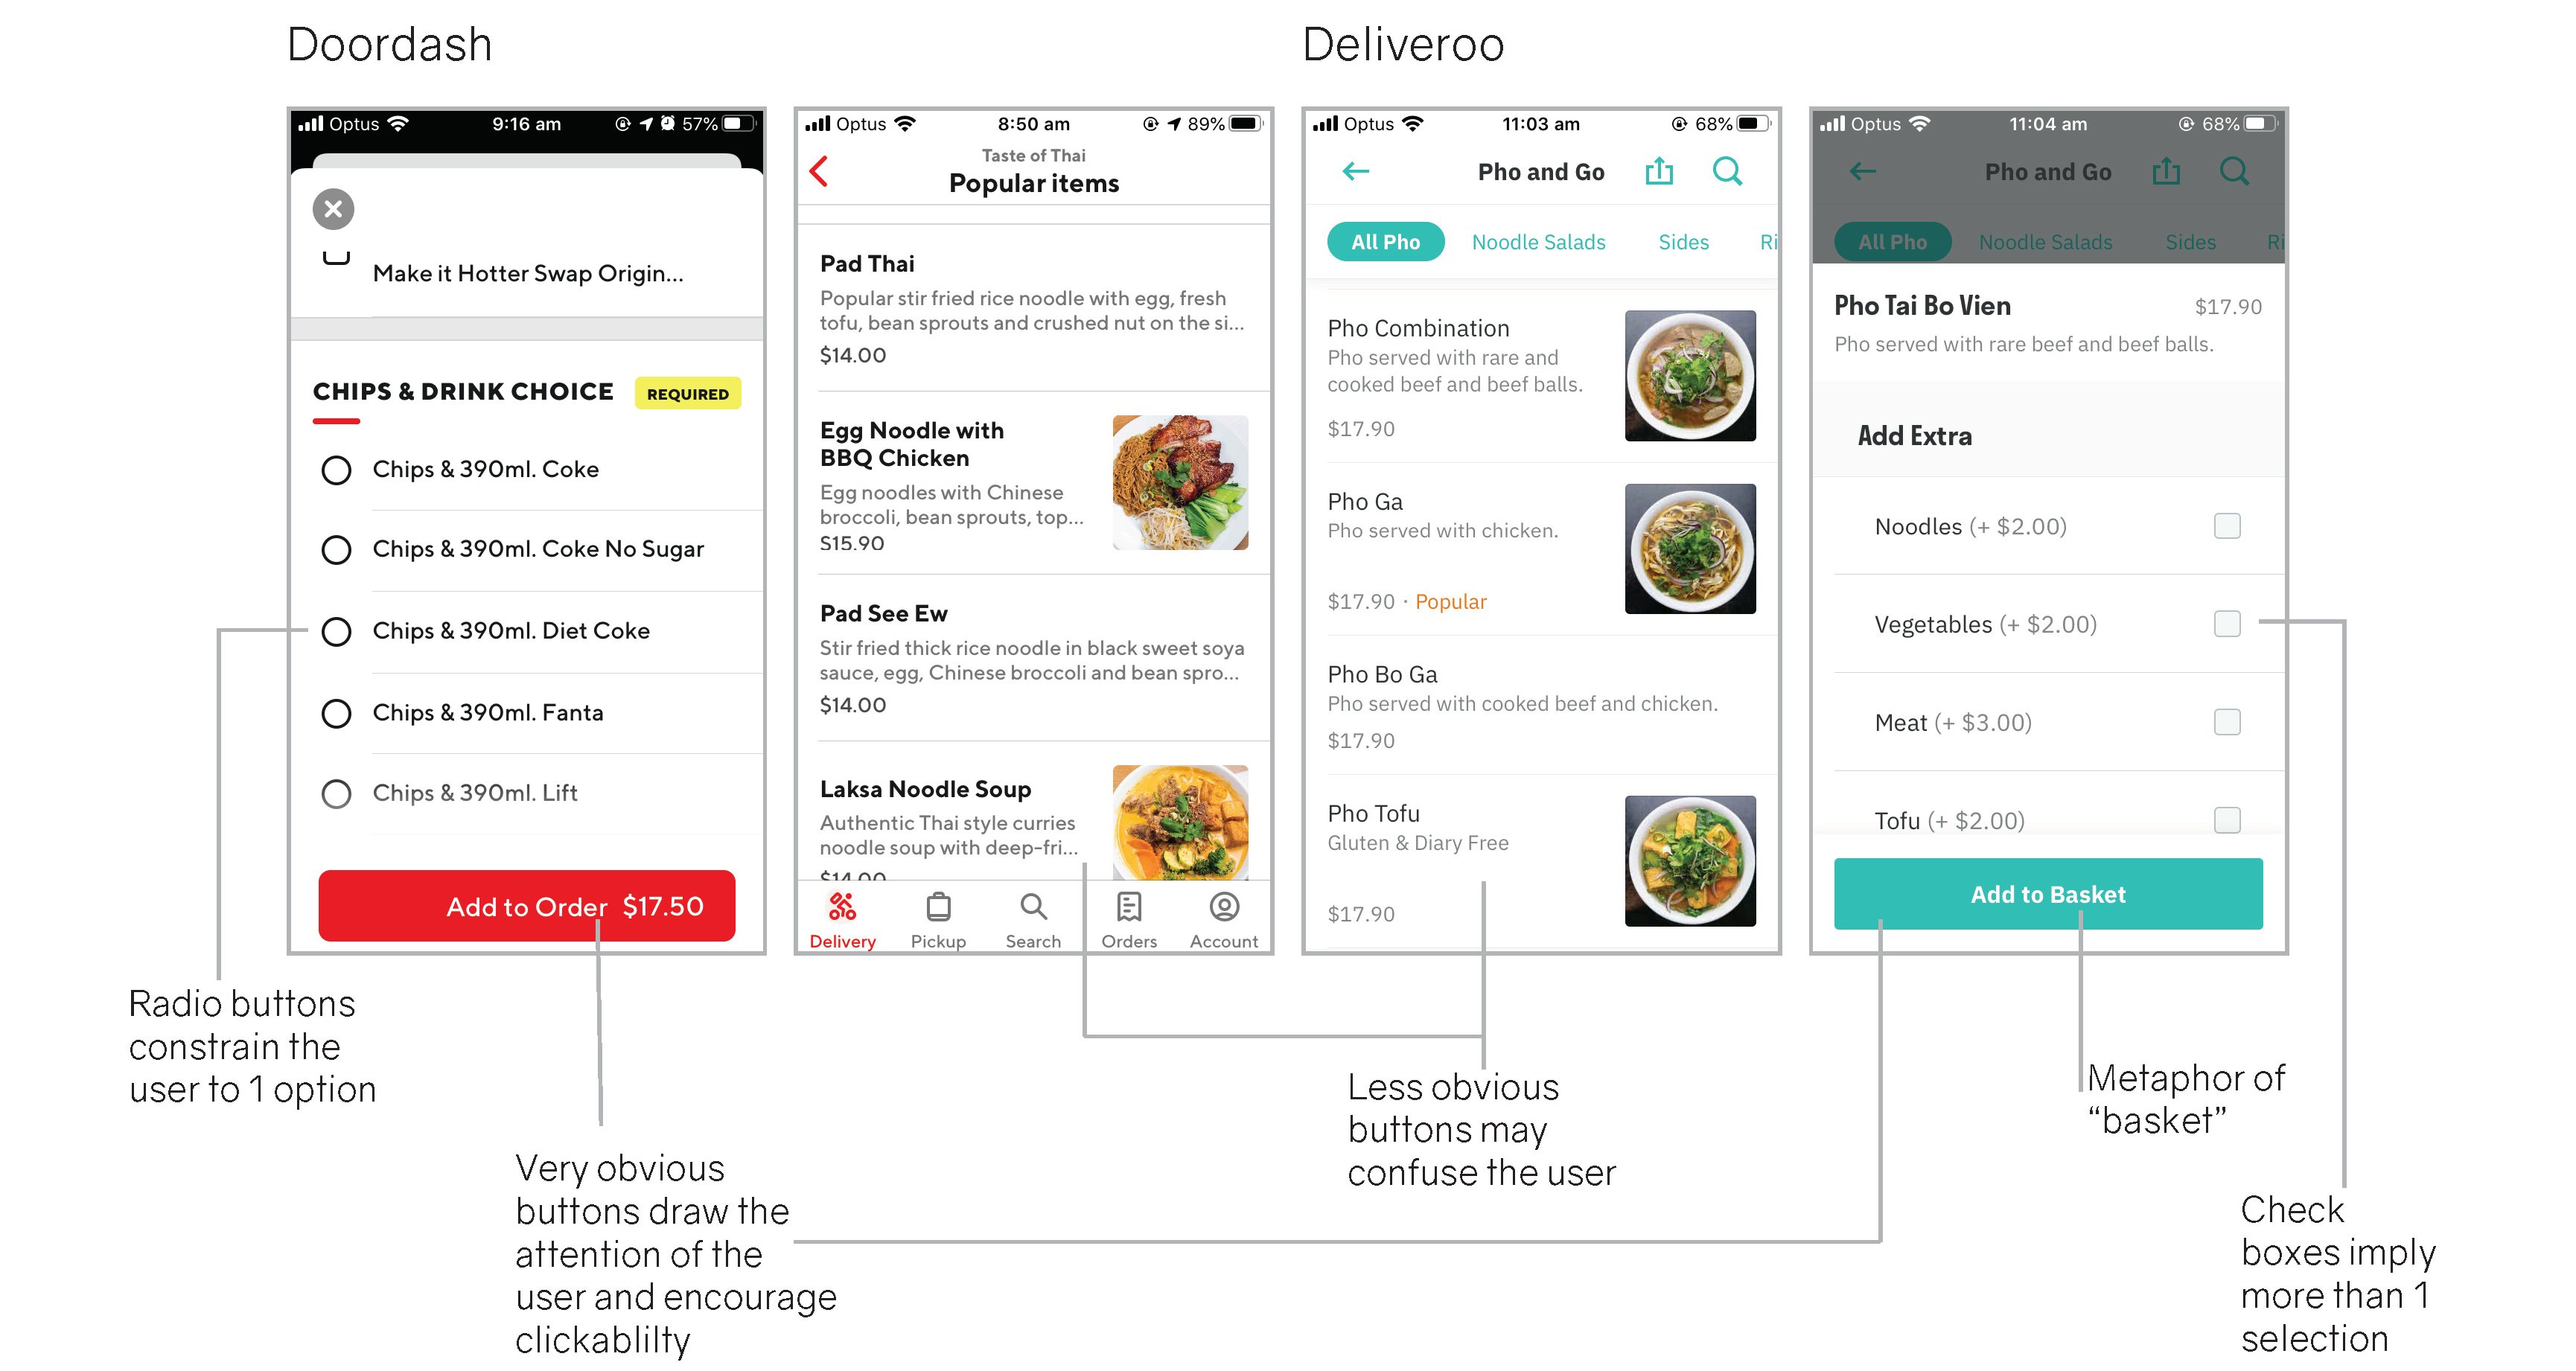 Doordash
Deliveroo
Optus
9:16 am
57%
Make it Hotter Swap Origin...
CHIPS & DRINK CHOICE
REQUIRED
Chips & 390ml. Coke
Chips & 390ml. Coke No Sugar
Chips & 390ml. Diet Coke
Chips & 390ml. Fanta
Chips & 390ml. Lift
Add to Order $17.50
Optus
8:50 am
89%
Taste of Thai
Popular items
Pad Thai
Popular stir fried rice noodle with egg, fresh
tofu, bean sprouts and crushed nut on the si...
$14.00
Egg Noodle with
BBQ Chicken
Egg noodles with Chinese
broccoli, bean sprouts, top...
$15.90
Pad See Ew
Stir fried thick rice noodle in black sweet soya
sauce, egg, Chinese broccoli and bean spro...
$14.00
Laksa Noodle Soup
Authentic Thai style curries
noodle soup with deep-fri...
$14.00
Delivery
Pickup
Search
Orders
Account
Optus
11:03 am
68%
Pho and Go
All Pho
Noodle Salads
Sides
Ri
Pho Combination
Pho served with rare and
cooked beef and beef balls.
$17.90
Pho Ga
Pho served with chicken.
$17.90 · Popular
Pho Bo Ga
Pho served with cooked beef and chicken.
$17.90
Pho Tofu
Gluten & Diary Free
$17.90
Optus
11:04 am
68%
Pho and Go
All Pho
Noodle Salads
Sides
Ri
Pho Tai Bo Vien
$17.90
Pho served with rare beef and beef balls.
Add Extra
Noodles (+ $2.00)
Vegetables (+ $2.00)
Meat (+ $3.00)
Tofu (+ $2.00)
Add to Basket
Radio buttons
constrain the
user to 1 option
Very obvious
buttons draw the
attention of the
user and encourage
clickablilty
Less obvious
buttons may
confuse the user
Metaphor of
“basket”
Check
boxes imply
more than 1
selection